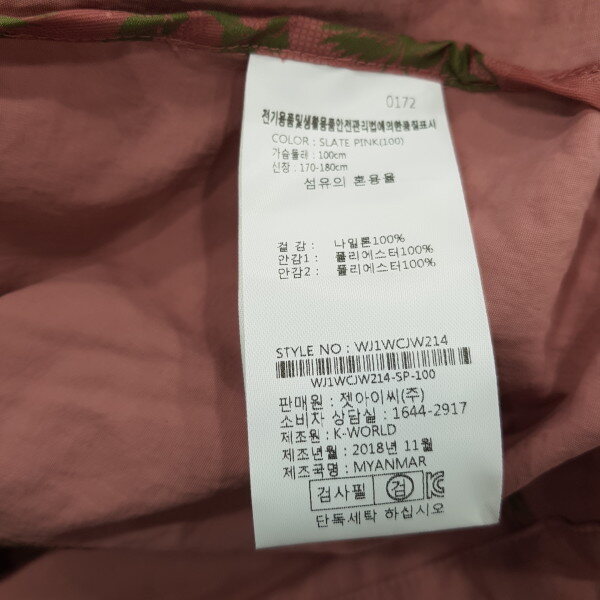 0172
전기용품및생활용품안전관리법에의한품질표시
COLOR : SLATE PINK(100)
가슴둘레 : 100cm
신장 : 170-180cm
섬유의 혼용율
겉 감 : 나일론100%
안감1 : 폴리에스터100%
안감2 : 폴리에스터100%
STYLE NO : WJ1WCJW214
WJ1WCJW214-SP-100
판매원 : 젯아이씨(주)
소비자 상담실 : 1644-2917
제조원 : K-WORLD
제조년월 : 2018년 11월
제조국명 : MYANMAR
검사필 검
단독세탁 하십시오